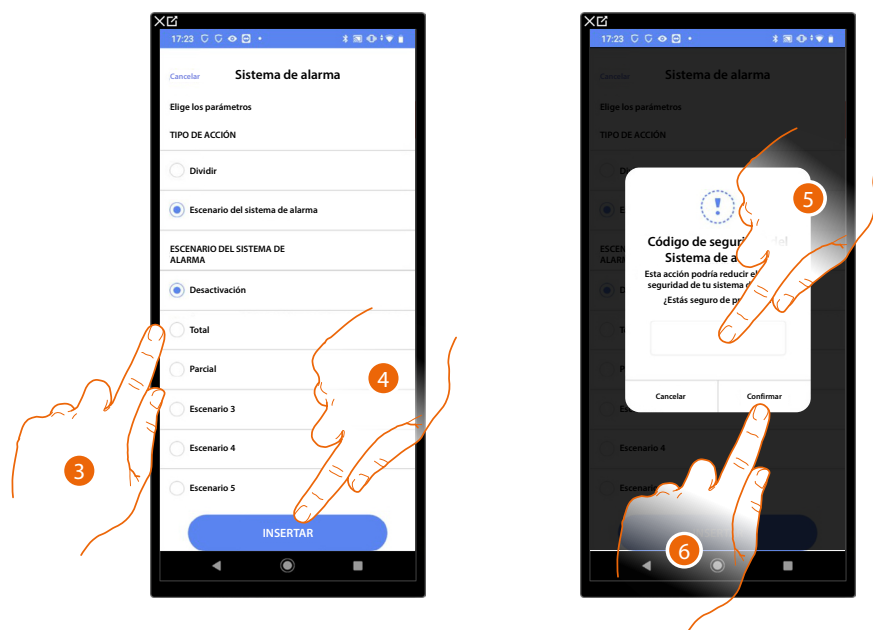 17:23
Cancelar Sistema de alarma
Elige los parámetros
TIPO DE ACCIÓN
Dividir
Escenario del sistema de alarma
ESCENARIO DEL SISTEMA DE
ALARMA
Desactivación
Total
Parcial
Escenario 3
Escenario 4
Escenario 5
INSERTAR
3
4
17:23
Cancelar Sistema de alarma
Elige los parámetros
TIPO DE ACCIÓN
Código de
Sistema de
Esta acción podría reducir el
seguridad de tu sistema
¿Estás seguro de
Cancelar Confirmar
Escenario 4
5
6